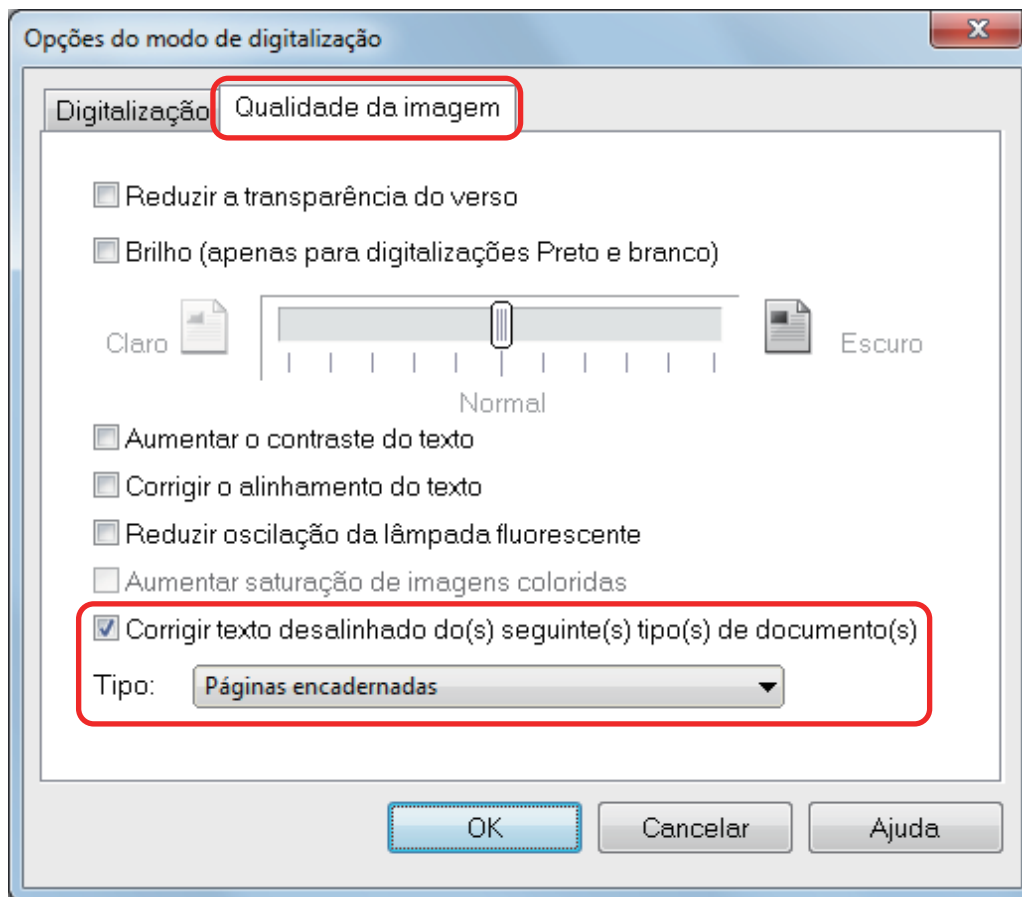 Opções do modo de digitalização
Digitalização Qualidade da imagem
Reduzir a transparência do verso
Brilho (apenas para digitalizações Preto e branco)
Claro Escuro
Normal
Aumentar o contraste do texto
Corrigir o alinhamento do texto
Reduzir oscilação da lâmpada fluorescente
Aumentar saturação de imagens coloridas
Corrigir texto desalinhado do(s) seguinte(s) tipo(s) de documento(s)
Tipo: Páginas encadernadas
OK Cancelar Ajuda